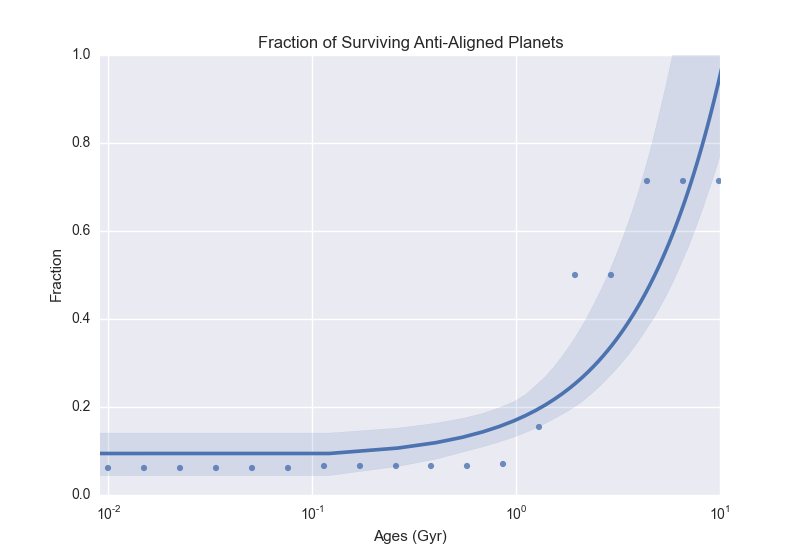 Fraction of Surviving Anti-Aligned Planets
1.0
0.8
0.6
0.4
0.2
0.0
Fraction
10^-2 10^-1 10^0 10^1
Ages (Gyr)